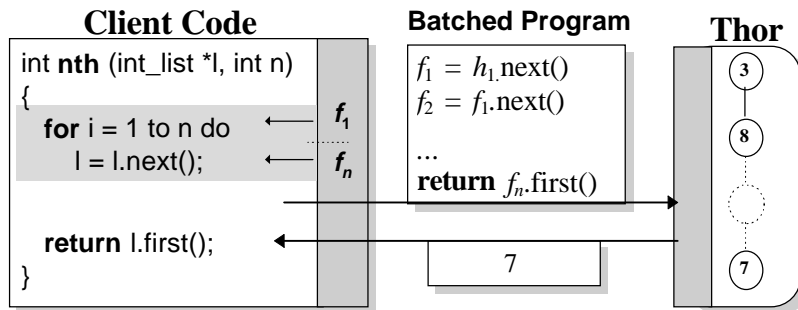 Client Code
int nth (int_list *l, int n)
{
for i = 1 to n do
l = l.next();
return l.first();
}
f1
fn
Batched Program
f1 = h1.next()
f2 = f1.next()
...
return fn.first()
7
Thor
3
8
7